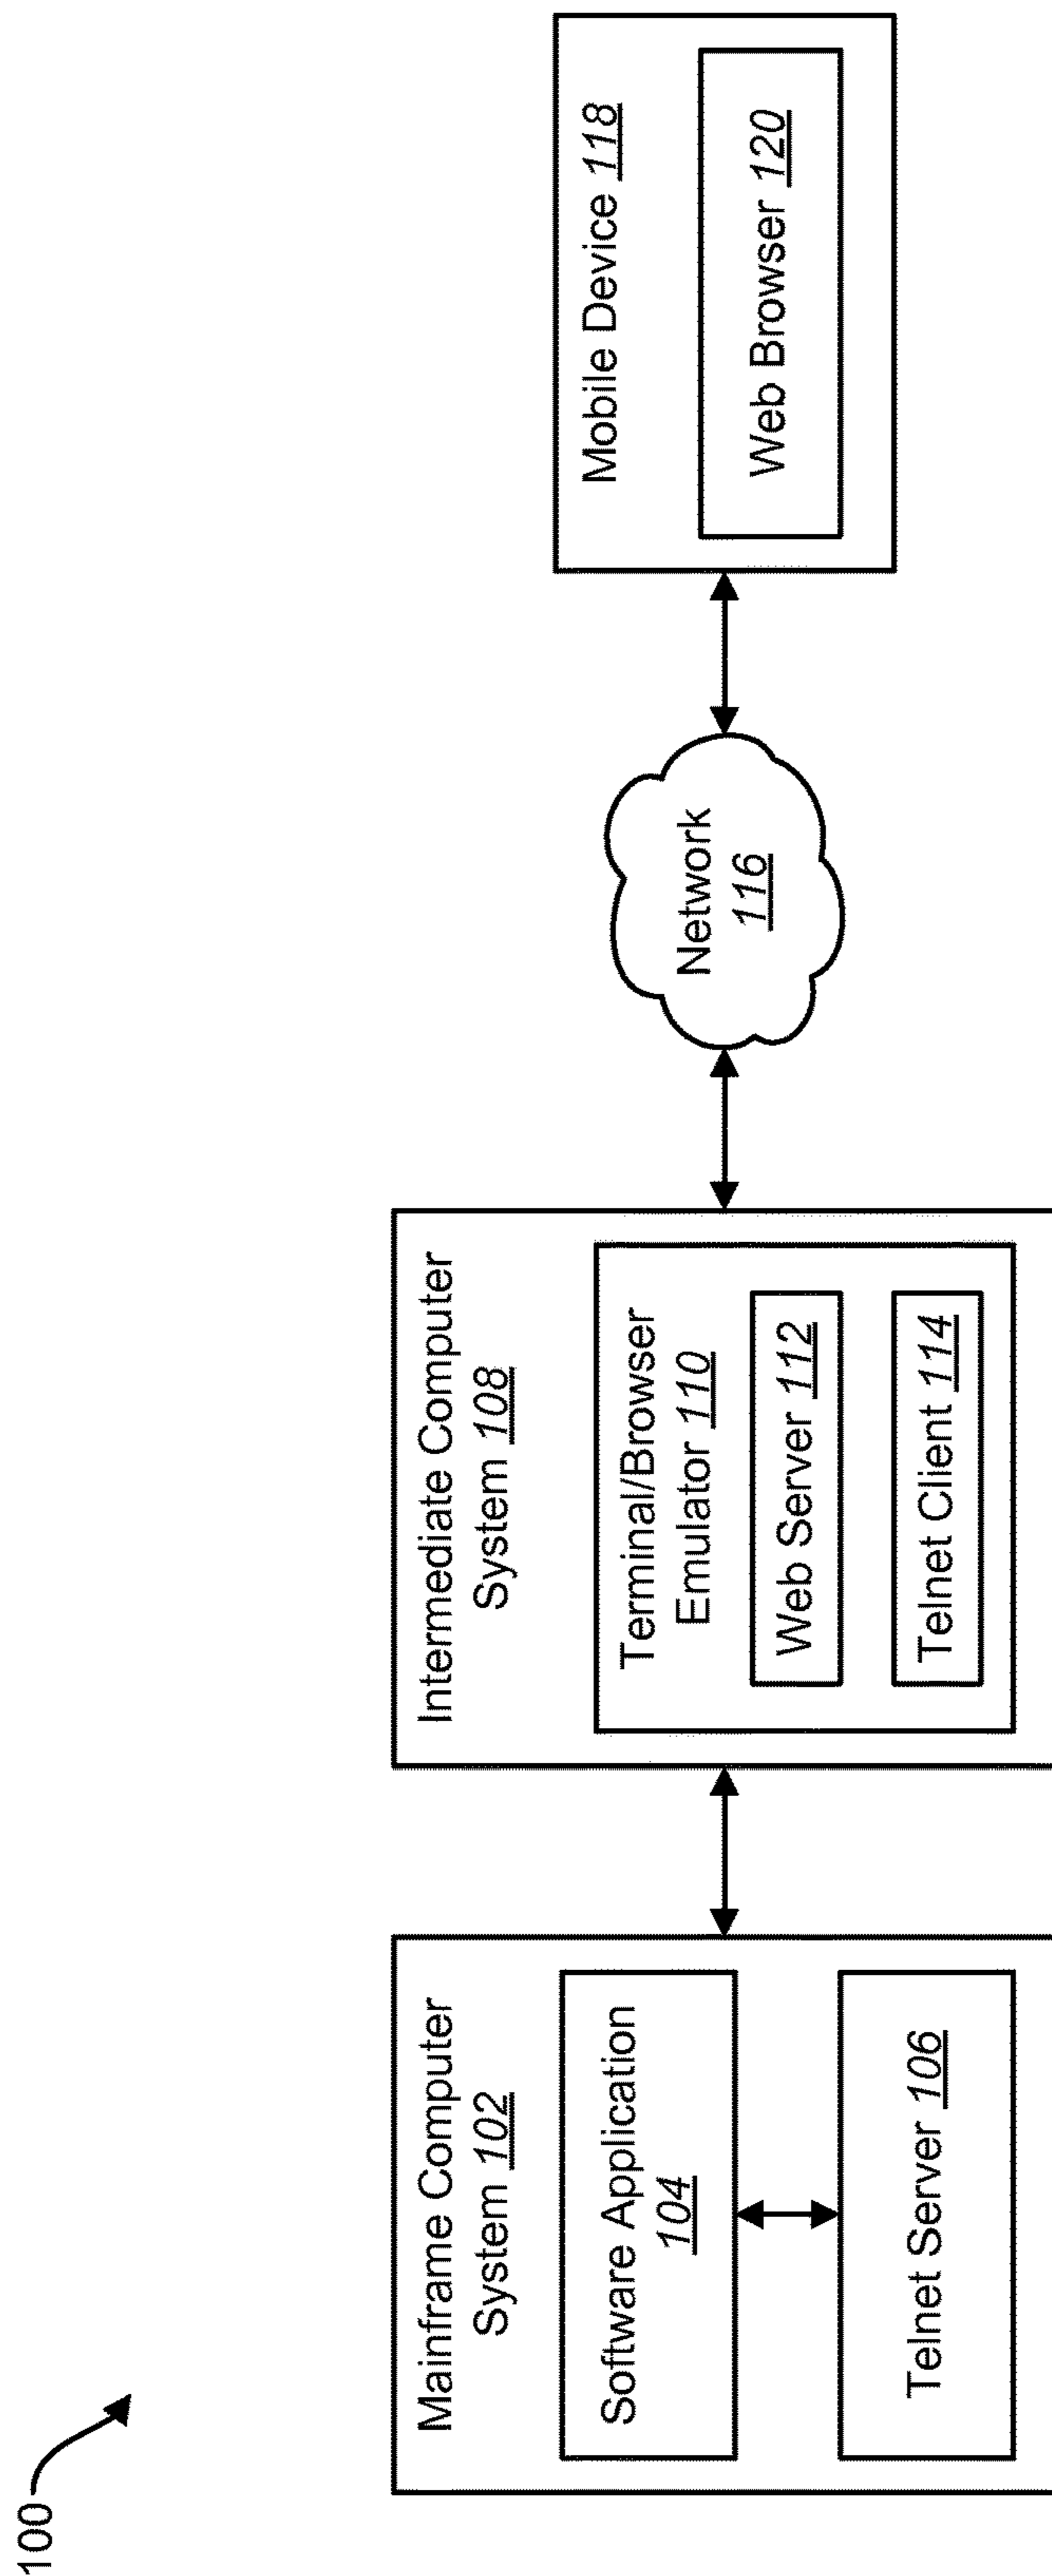 100
Mainframe Computer
System 102
Software Application
104
Telnet Server 106
Intermediate Computer
System 108
Terminal/Browser
Emulator 110
Web Server 112
Telnet Client 114
Network
116
Mobile Device 118
Web Browser 120